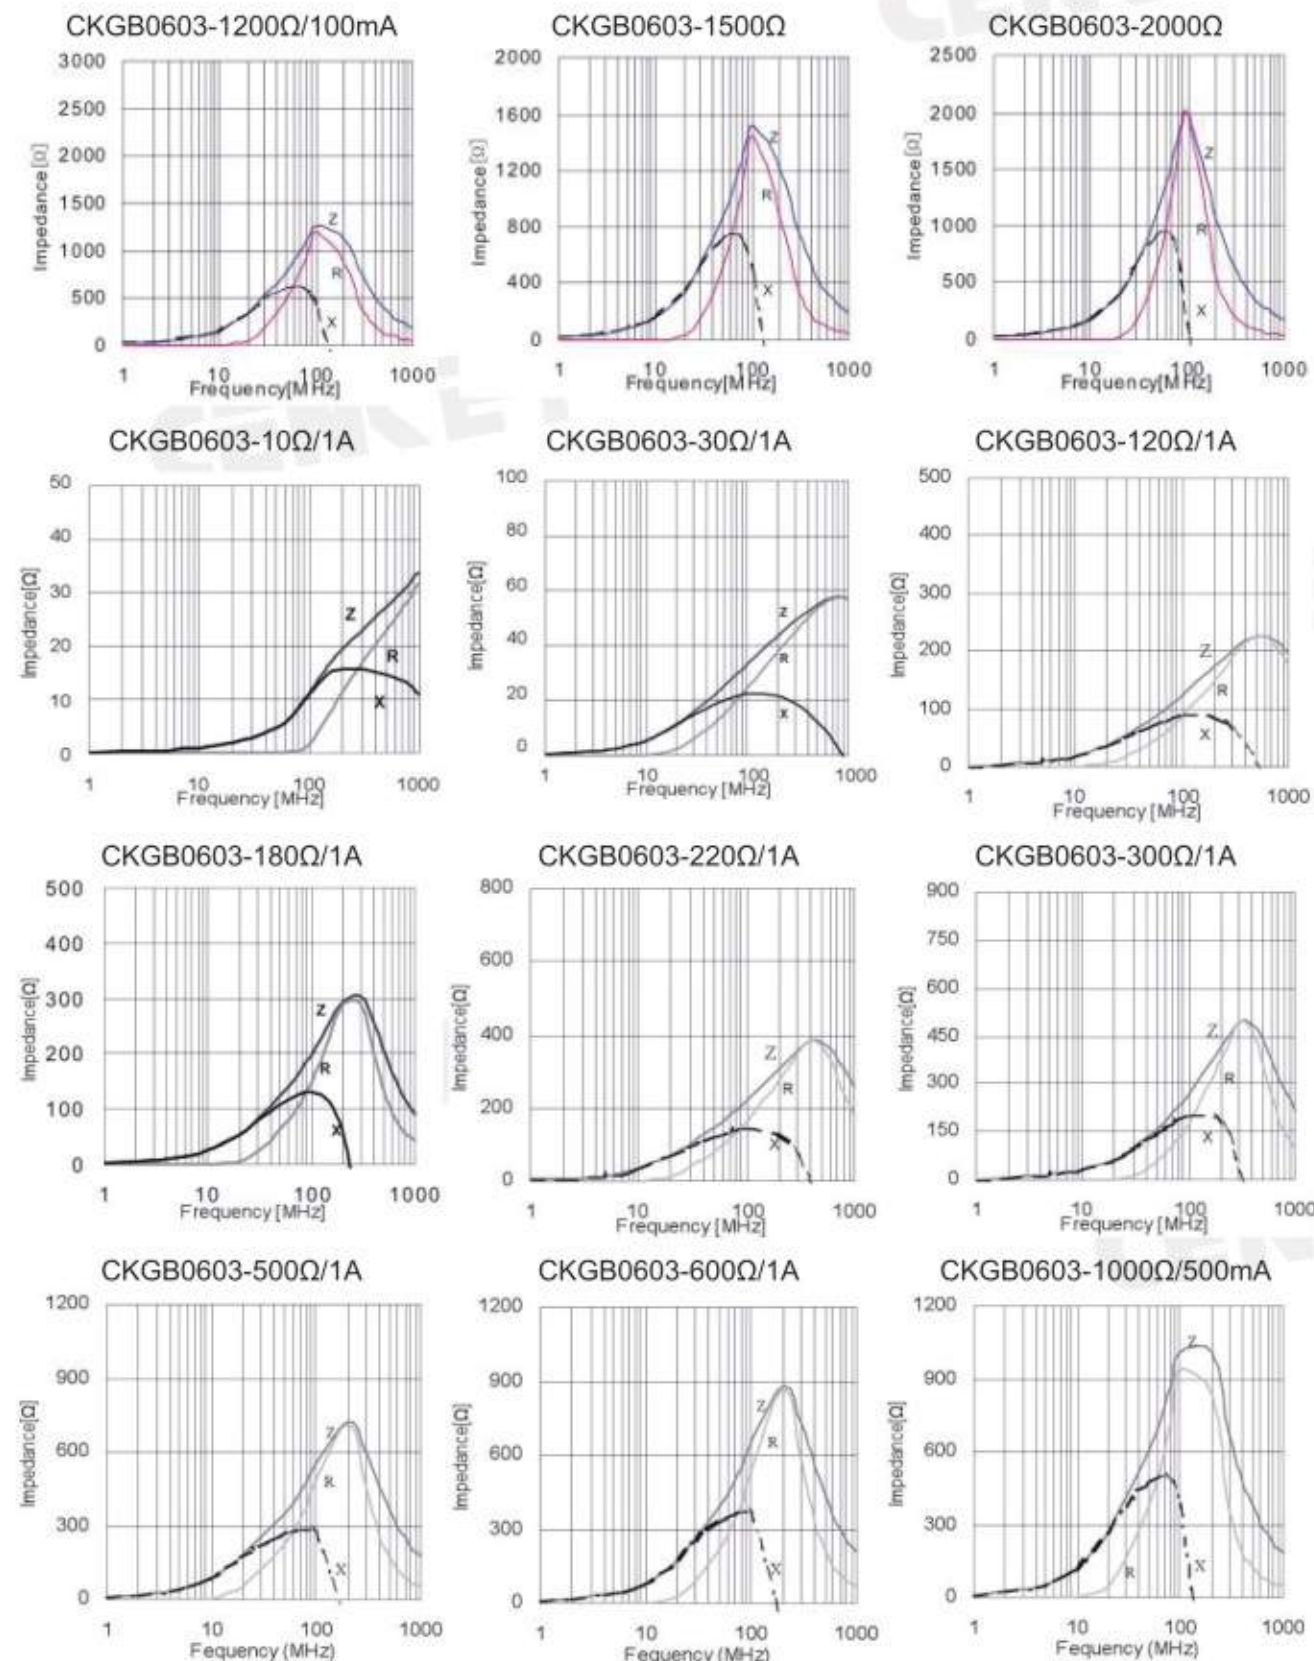 CKGB0603-1200Ω/100mA
3000
2500
2000
1500
1000
500
0
Impedance [Ω]
Z
R
X
1 10 100 1000
Frequency[MHz]
CKGB0603-1500Ω
2000
1600
1200
800
400
0
Impedance [Ω]
Z
R
X
1 10 100 1000
Frequency[MHz]
CKGB0603-2000Ω
2500
2000
1500
1000
500
0
Impedance [Ω]
Z
R
X
1 10 100 1000
Frequency[MHz]
CKGB0603-10Ω/1A
50
40
30
20
10
0
Impedance[Ω]
Z
R
X
1 10 100 1000
Frequency [MHz]
CKGB0603-30Ω/1A
100
80
60
40
20
0
Impedance[Ω]
Z
R
X
1 10 100 1000
Frequency [MHz]
CKGB0603-120Ω/1A
500
400
300
200
100
0
Impedance[Ω]
Z
R
X
1 10 100 1000
Frequency [MHz]
CKGB0603-180Ω/1A
500
400
300
200
100
0
Impedance[Ω]
Z
R
X
1 10 100 1000
Frequency [MHz]
CKGB0603-220Ω/1A
800
600
400
200
0
Impedance[Ω]
Z
R
X
1 10 100 1000
Frequency [MHz]
CKGB0603-300Ω/1A
900
750
600
450
300
150
0
Impedance[Ω]
Z
R
X
1 10 100 1000
Frequency [MHz]
CKGB0603-500Ω/1A
1200
900
600
300
0
Impedance[Ω]
Z
R
X
1 10 100 1000
Fequency (MHz)
CKGB0603-600Ω/1A
1200
900
600
300
0
Impedance[Ω]
Z
R
X
1 10 100 1000
Fequency (MHz)
CKGB0603-1000Ω/500mA
1200
900
600
300
0
Impedance[Ω]
Z
R
X
1 10 100 1000
Fequency (MHz)